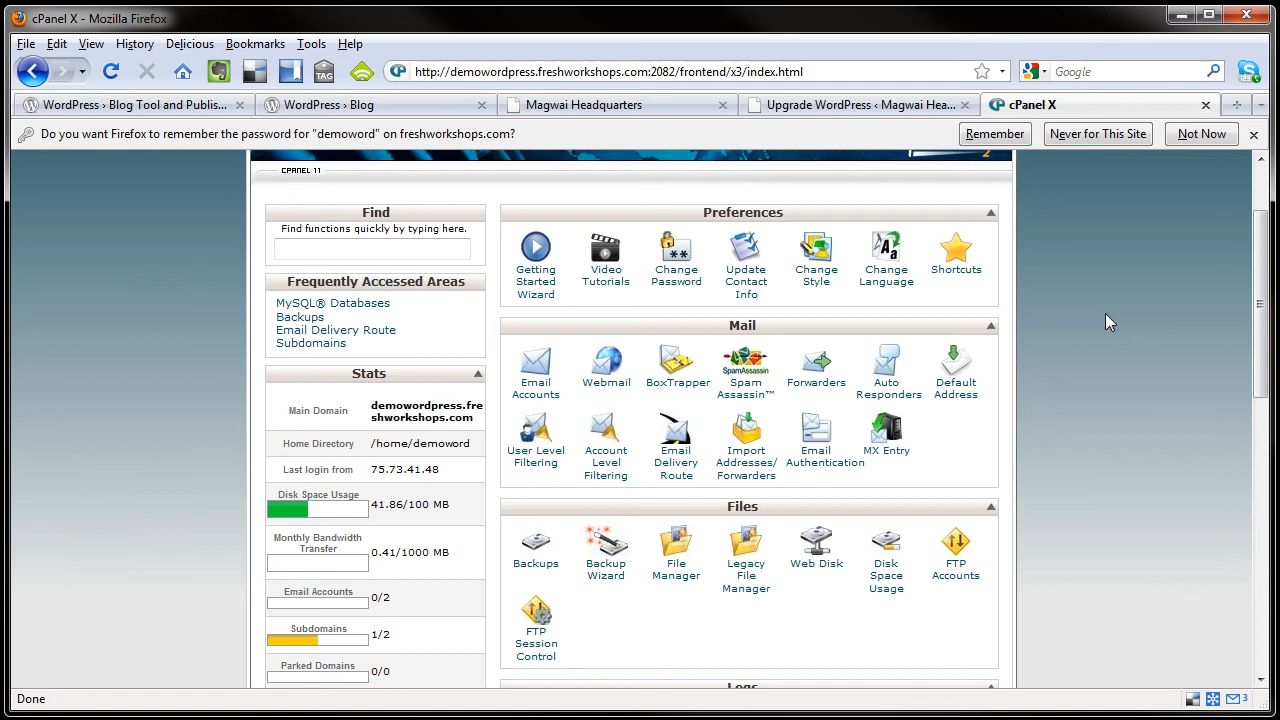 cPanel X - Mozilla Firefox
File Edit View History Delicious Bookmarks Tools Help
TAG
http://demowordpress.freshworkshops.com:2082/frontend/x3/index.html
Google
123
WordPress › Blog Tool and Publis...
WordPress › Blog
Magwai Headquarters
Upgrade WordPress ‹ Magwai Hea...
cPanel X
Do you want Firefox to remember the password for "demoword" on freshworkshops.com?
Remember
Never for This Site
Not Now
CPANEL 11
Find
Find functions quickly by typing here.
Frequently Accessed Areas
MySQL® Databases
Backups
Email Delivery Route
Subdomains
Stats
Main Domain
demowordpress.fre
shworkshops.com
Home Directory
/home/demoword
Last login from
75.73.41.48
Disk Space Usage
41.86/100 MB
Monthly Bandwidth
Transfer
0.41/1000 MB
Email Accounts
0/2
Subdomains
1/2
Parked Domains
0/0
Preferences
Getting
Started
Wizard
Video
Tutorials
Change
Password
Update
Contact
Info
Change
Style
Change
Language
Shortcuts
Mail
Email
Accounts
Webmail
BoxTrapper
SpamAssassin
Spam
Assassin™
Forwarders
Auto
Responders
Default
Address
User Level
Filtering
Account
Level
Filtering
Email
Delivery
Route
Import
Addresses/
Forwarders
Email
Authentication
MX Entry
Files
Backups
Backup
Wizard
File
Manager
Legacy
File
Manager
Web Disk
Disk
Space
Usage
FTP
Accounts
FTP
Session
Control
Logs
Done
3